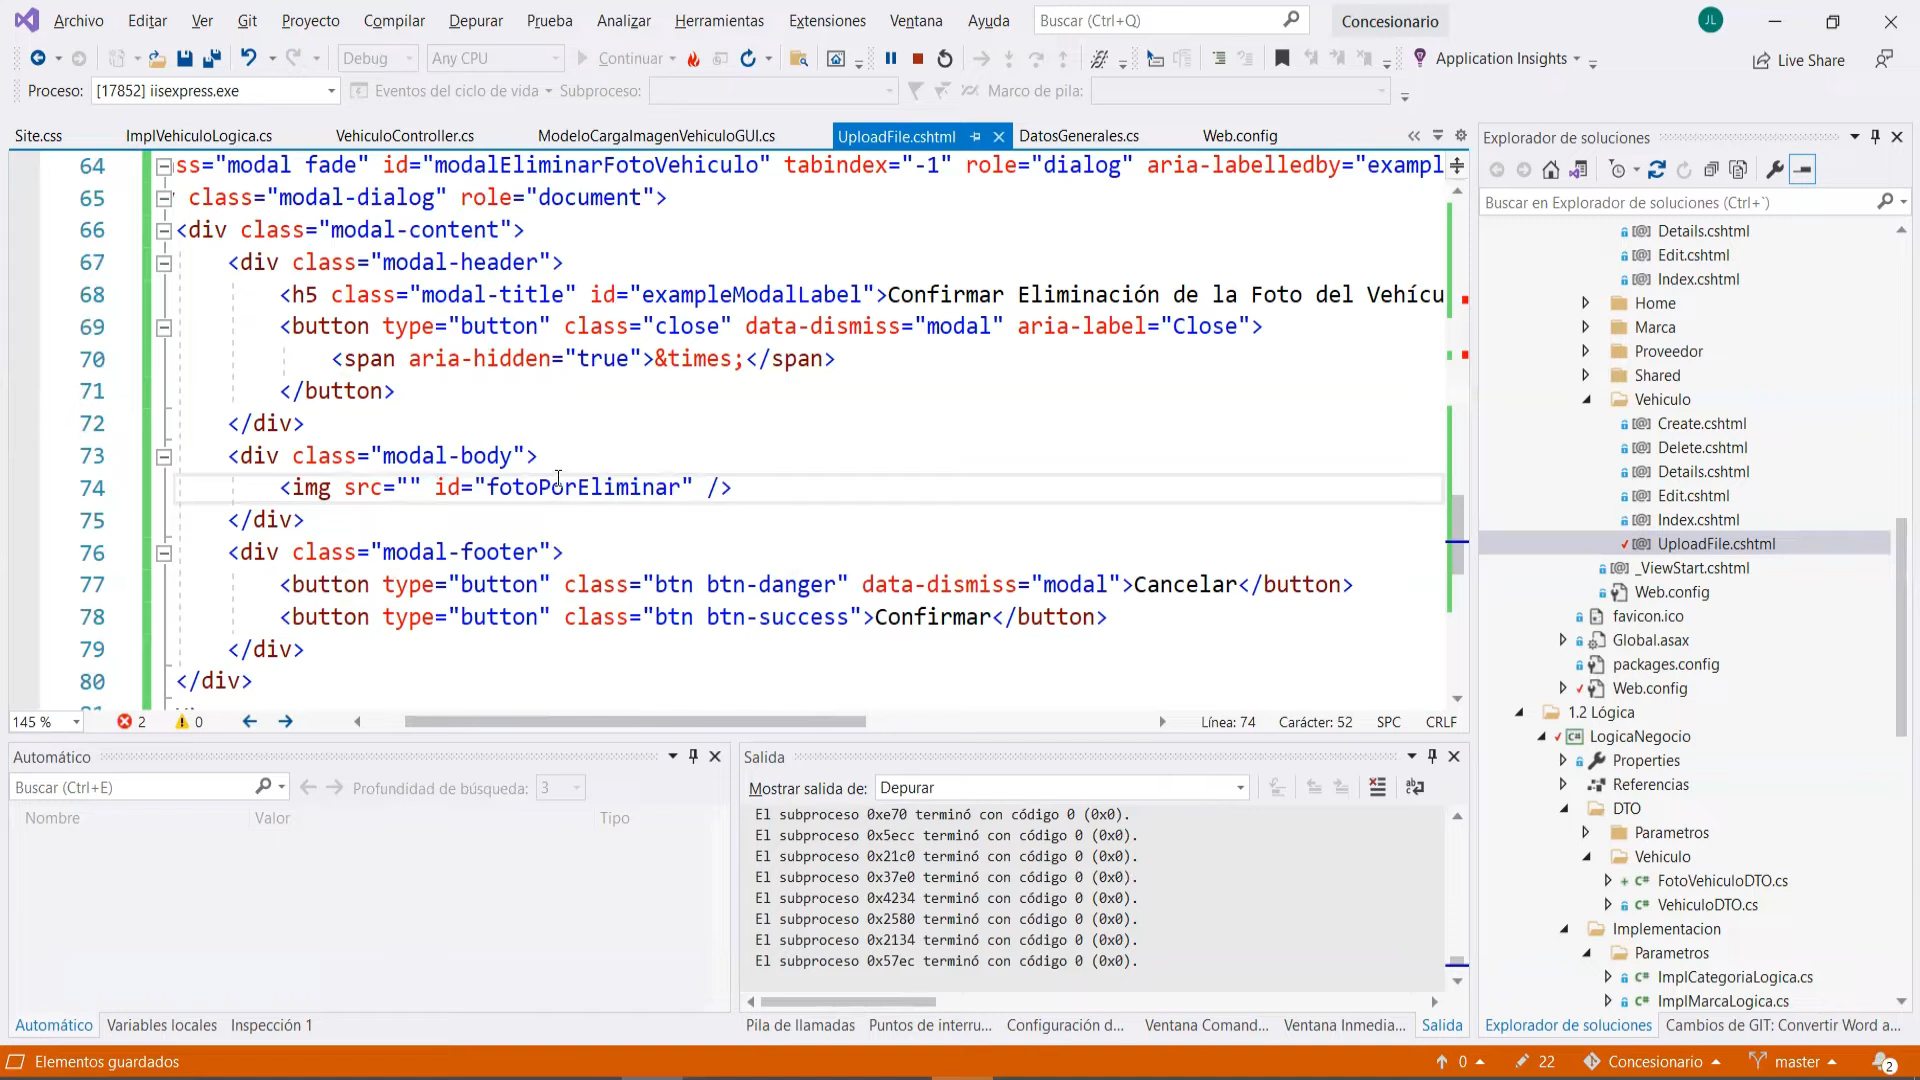 Archivo Editar Ver Git Proyecto Compilar Depurar Prueba Analizar Herramientas Extensiones Ventana Ayuda Buscar (Ctrl+Q) Concesionario JL
Debug Any CPU Continuar Application Insights Live Share
Proceso: [17852] iisexpress.exe Eventos del ciclo de vida Subproceso: Marco de pila:
Site.css ImplVehiculoLogica.cs VehiculoController.cs ModeloCargaImagenVehiculoGUI.cs UploadFile.cshtml DatosGenerales.cs Web.config
64 ss="modal fade" id="modalEliminarFotoVehiculo" tabindex="-1" role="dialog" aria-labelledby="exampl
65 class="modal-dialog" role="document">
66 <div class="modal-content">
67 <div class="modal-header">
68 <h5 class="modal-title" id="exampleModalLabel">Confirmar Eliminación de la Foto del Vehícu
69 <button type="button" class="close" data-dismiss="modal" aria-label="Close">
70 <span aria-hidden="true">&times;</span>
71 </button>
72 </div>
73 <div class="modal-body">
74 <img src="" id="fotoPorEliminar" />
75 </div>
76 <div class="modal-footer">
77 <button type="button" class="btn btn-danger" data-dismiss="modal">Cancelar</button>
78 <button type="button" class="btn btn-success">Confirmar</button>
79 </div>
80 </div>
145 % 2 0 Línea: 74 Carácter: 52 SPC CRLF
Automático
Buscar (Ctrl+E) Profundidad de búsqueda: 3
Nombre Valor Tipo
Automático Variables locales Inspección 1
Salida
Mostrar salida de: Depurar
El subproceso 0xe70 terminó con código 0 (0x0).
El subproceso 0x5ecc terminó con código 0 (0x0).
El subproceso 0x21c0 terminó con código 0 (0x0).
El subproceso 0x37e0 terminó con código 0 (0x0).
El subproceso 0x4234 terminó con código 0 (0x0).
El subproceso 0x2580 terminó con código 0 (0x0).
El subproceso 0x2134 terminó con código 0 (0x0).
El subproceso 0x57ec terminó con código 0 (0x0).
Pila de llamadas Puntos de interru... Configuración d... Ventana Comand... Ventana Inmedia... Salida
Explorador de soluciones
Buscar en Explorador de soluciones (Ctrl+`)
Details.cshtml
Edit.cshtml
Index.cshtml
Home
Marca
Proveedor
Shared
Vehiculo
Create.cshtml
Delete.cshtml
Details.cshtml
Edit.cshtml
Index.cshtml
UploadFile.cshtml
_ViewStart.cshtml
Web.config
favicon.ico
Global.asax
packages.config
Web.config
1.2 Lógica
LogicaNegocio
Properties
Referencias
DTO
Parametros
Vehiculo
FotoVehiculoDTO.cs
VehiculoDTO.cs
Implementacion
Parametros
ImplCategoriaLogica.cs
ImplMarcaLogica.cs
Explorador de soluciones Cambios de GIT: Convertir Word a...
Elementos guardados 0 22 Concesionario master 2